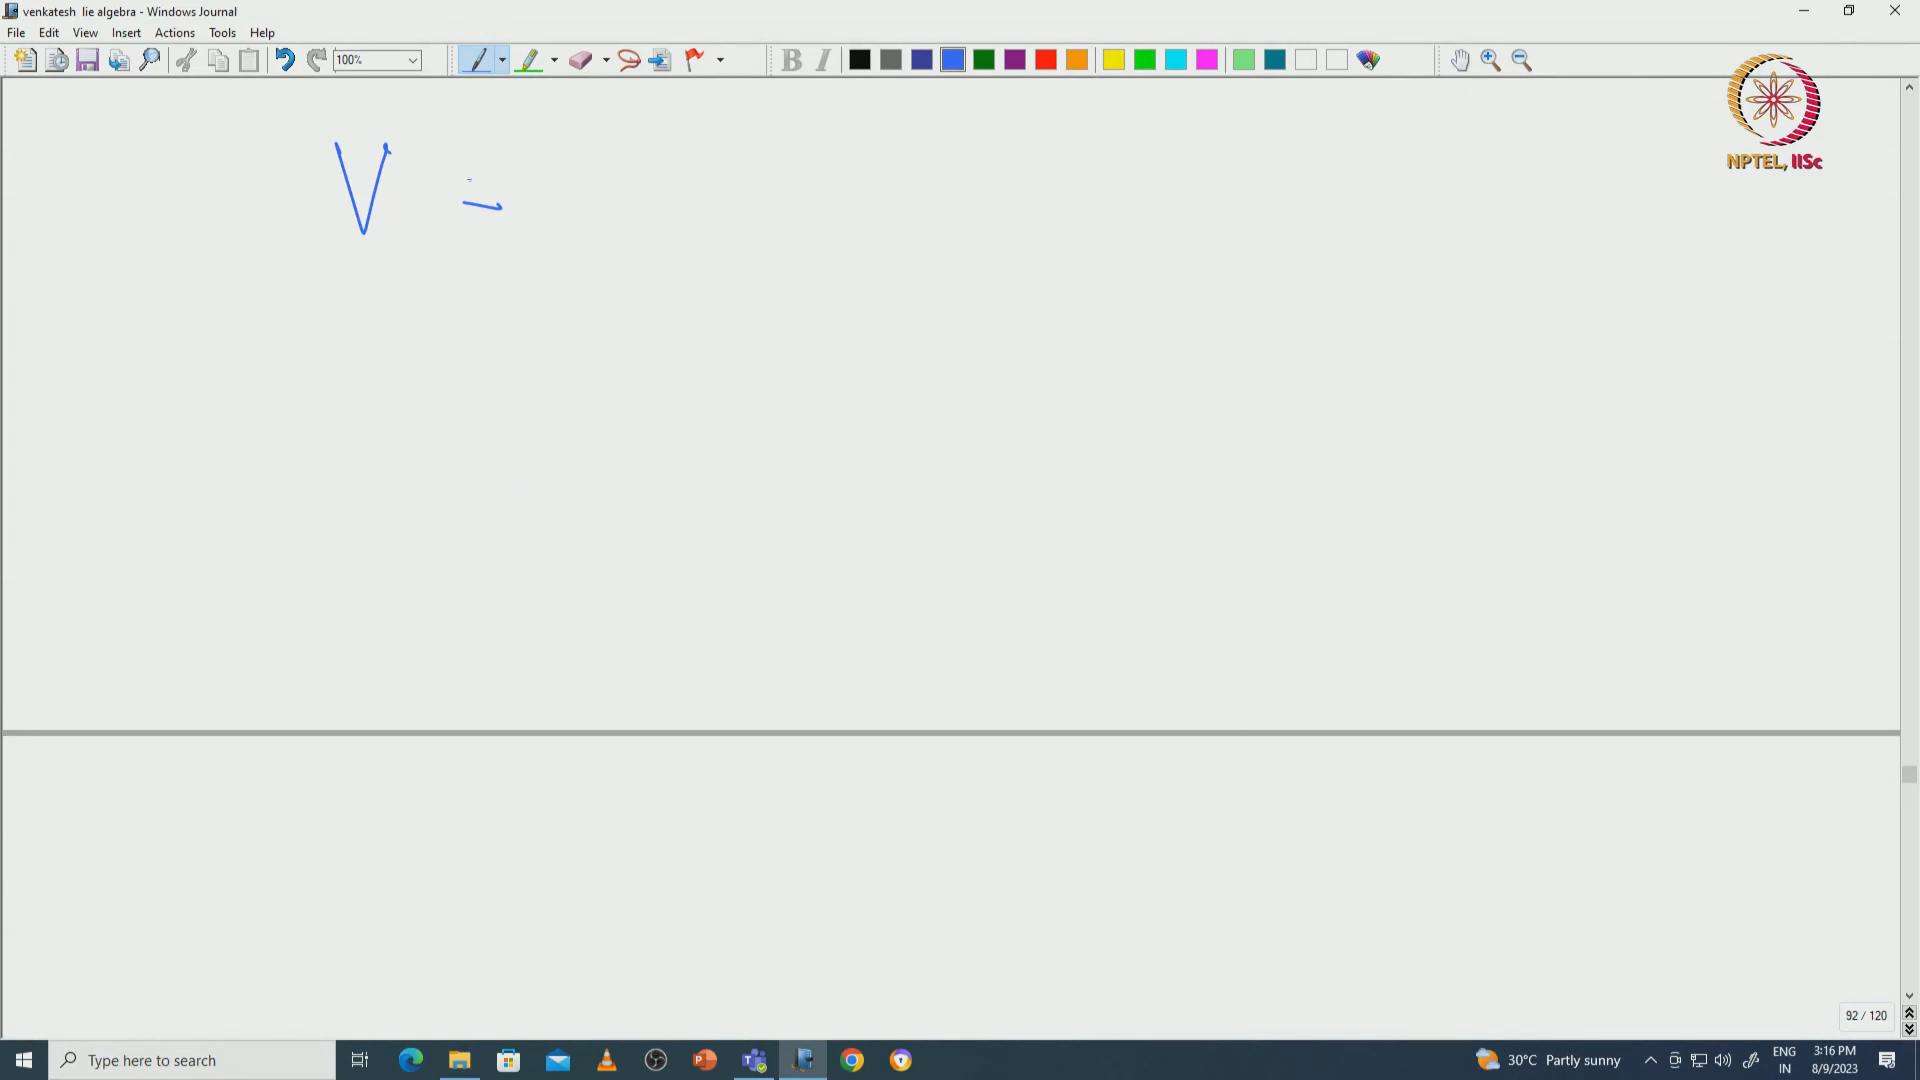 venkatesh lie algebra - Windows Journal
File Edit View Insert Actions Tools Help
100%
B I
NPTEL, IISc
V =
92 / 120
Type here to search
30°C Partly sunny
ENG
IN
3:16 PM
8/9/2023